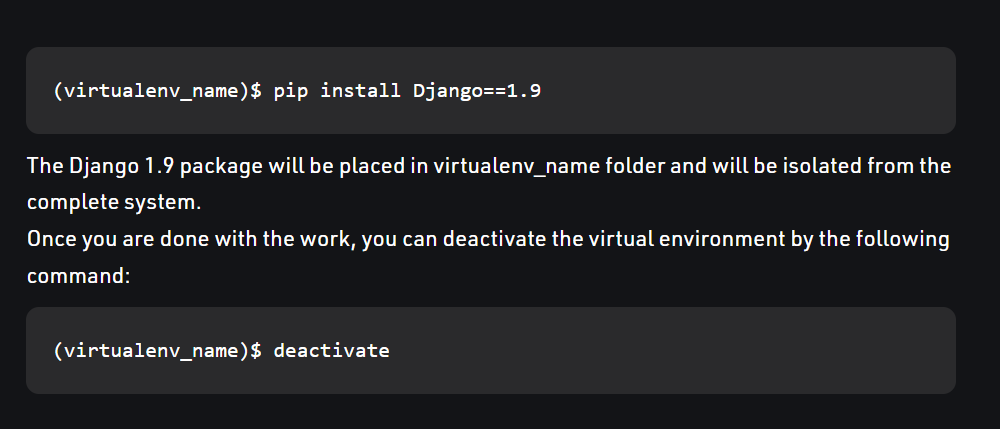 (virtualenv_name)$ pip install Django==1.9
The Django 1.9 package will be placed in virtualenv_name folder and will be isolated from the
complete system.
Once you are done with the work, you can deactivate the virtual environment by the following
command:
(virtualenv_name)$ deactivate